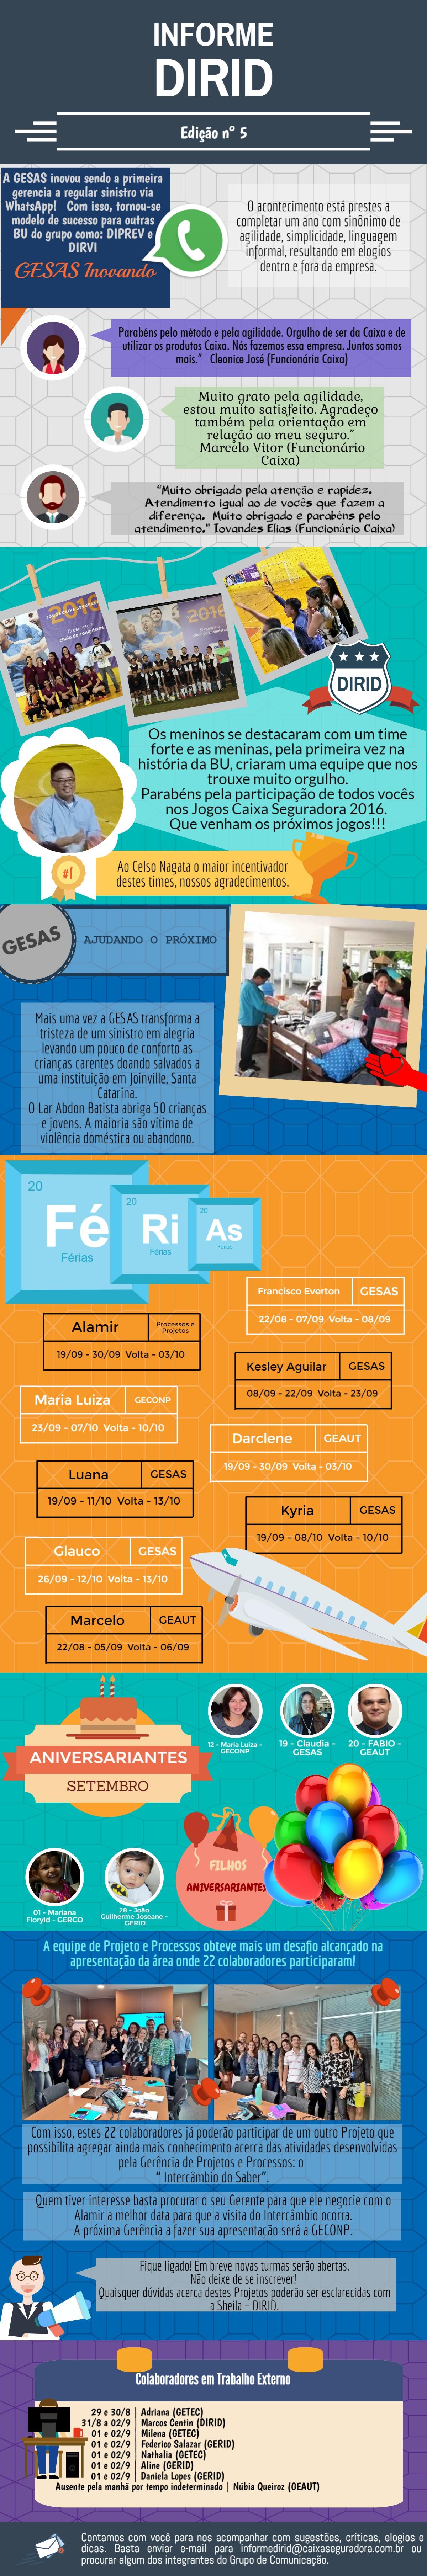 INFORME
DIRID
Edição n° 5
A GESAS inovou sendo a primeira
gerencia a regular sinistro via
WhatsApp! Com isso, tornou-se
modelo de sucesso para outras
BU do grupo como: DIPREV e
DIRVI
GESAS Inovando
O acontecimento está prestes a
completar um ano com sinônimo de
agilidade, simplicidade, linguagem
informal, resultando em elogios
dentro e fora da empresa.
Parabéns pelo método e pela agilidade. Orgulho de ser da Caixa e de
utilizar os produtos Caixa. Nós fazemos essa empresa. Juntos somos
mais.” Cleonice José (Funcionária Caixa)
Muito grato pela agilidade,
estou muito satisfeito. Agradeço
também pela orientação em
relação ao meu seguro.”
Marcelo Vitor (Funcionário
Caixa)
“Muito obrigado pela atenção e rapidez.
Atendimento igual ao de vocês que fazem a
diferença. Muito obrigado e parabéns pelo
atendimento." Iovandes Elias (Funcionário Caixa)
2016
2016
DIRID
Os meninos se destacaram com um time
forte e as meninas, pela primeira vez na
história da BU, criaram uma equipe que nos
trouxe muito orgulho.
Parabéns pela participação de todos vocês
nos Jogos Caixa Seguradora 2016.
Que venham os próximos jogos!!!
#1
Ao Celso Nagata o maior incentivador
destes times, nossos agradecimentos.
GESAS
AJUDANDO O PRÓXIMO
Mais uma vez a GESAS transforma a
tristeza de um sinistro em alegria
levando um pouco de conforto as
crianças carentes doando salvados a
uma instituição em Joinville, Santa
Catarina.
O Lar Abdon Batista abriga 50 crianças
e jovens. A maioria são vítima de
violência doméstica ou abandono.
20
Fé
Férias
20
Ri
Férias
20
As
Férias
Francisco Everton GESAS
22/08 - 07/09 Volta - 08/09
Alamir Processos e
Projetos
19/09 - 30/09 Volta - 03/10
Kesley Aguilar GESAS
08/09 - 22/09 Volta - 23/09
Maria Luiza GECONP
23/09 - 07/10 Volta - 10/10
Darclene GEAUT
19/09 - 30/09 Volta - 03/10
Luana GESAS
19/09 - 11/10 Volta - 13/10
Kyria GESAS
19/09 - 08/10 Volta - 10/10
Glauco GESAS
26/09 - 12/10 Volta - 13/10
Marcelo GEAUT
22/08 - 05/09 Volta - 06/09
ANIVERSARIANTES
SETEMBRO
12 - Maria Luiza -
GECONP
19 - Claudia -
GESAS
20 - FABIO -
GEAUT
FILHOS
ANIVERSARIANTES
01 - Mariana
Floryld - GERCO
28 - João
Guilherme Joseane -
GERID
A equipe de Projeto e Processos obteve mais um desafio alcançado na
apresentação da área onde 22 colaboradores participaram!
Com isso, estes 22 colaboradores já poderão participar de um outro Projeto que
possibilita agregar ainda mais conhecimento acerca das atividades desenvolvidas
pela Gerência de Projetos e Processos: o
“ Intercâmbio do Saber”.
Quem tiver interesse basta procurar o seu Gerente para que ele negocie com o
Alamir a melhor data para que a visita do Intercâmbio ocorra.
A próxima Gerência a fazer sua apresentação será a GECONP.
Fique ligado! Em breve novas turmas serão abertas.
Não deixe de se inscrever!
Quaisquer dúvidas acerca destes Projetos poderão ser esclarecidas com
a Sheila – DIRID.
Colaboradores em Trabalho Externo
29 e 30/8 | Adriana (GETEC)
31/8 a 02/9 | Marcos Centin (DIRID)
01 e 02/9 | Milena (GETEC)
01 e 02/9 | Federico Salazar (GERID)
01 e 02/9 | Nathalia (GETEC)
01 e 02/9 | Aline (GERID)
01 e 02/9 | Daniela Lopes (GERID)
Ausente pela manhã por tempo indeterminado | Núbia Queiroz (GEAUT)
Contamos com você para nos acompanhar com sugestões, críticas, elogios e
dicas. Basta enviar e-mail para informedirid@caixaseguradora.com.br ou
procurar algum dos integrantes do Grupo de Comunicação.